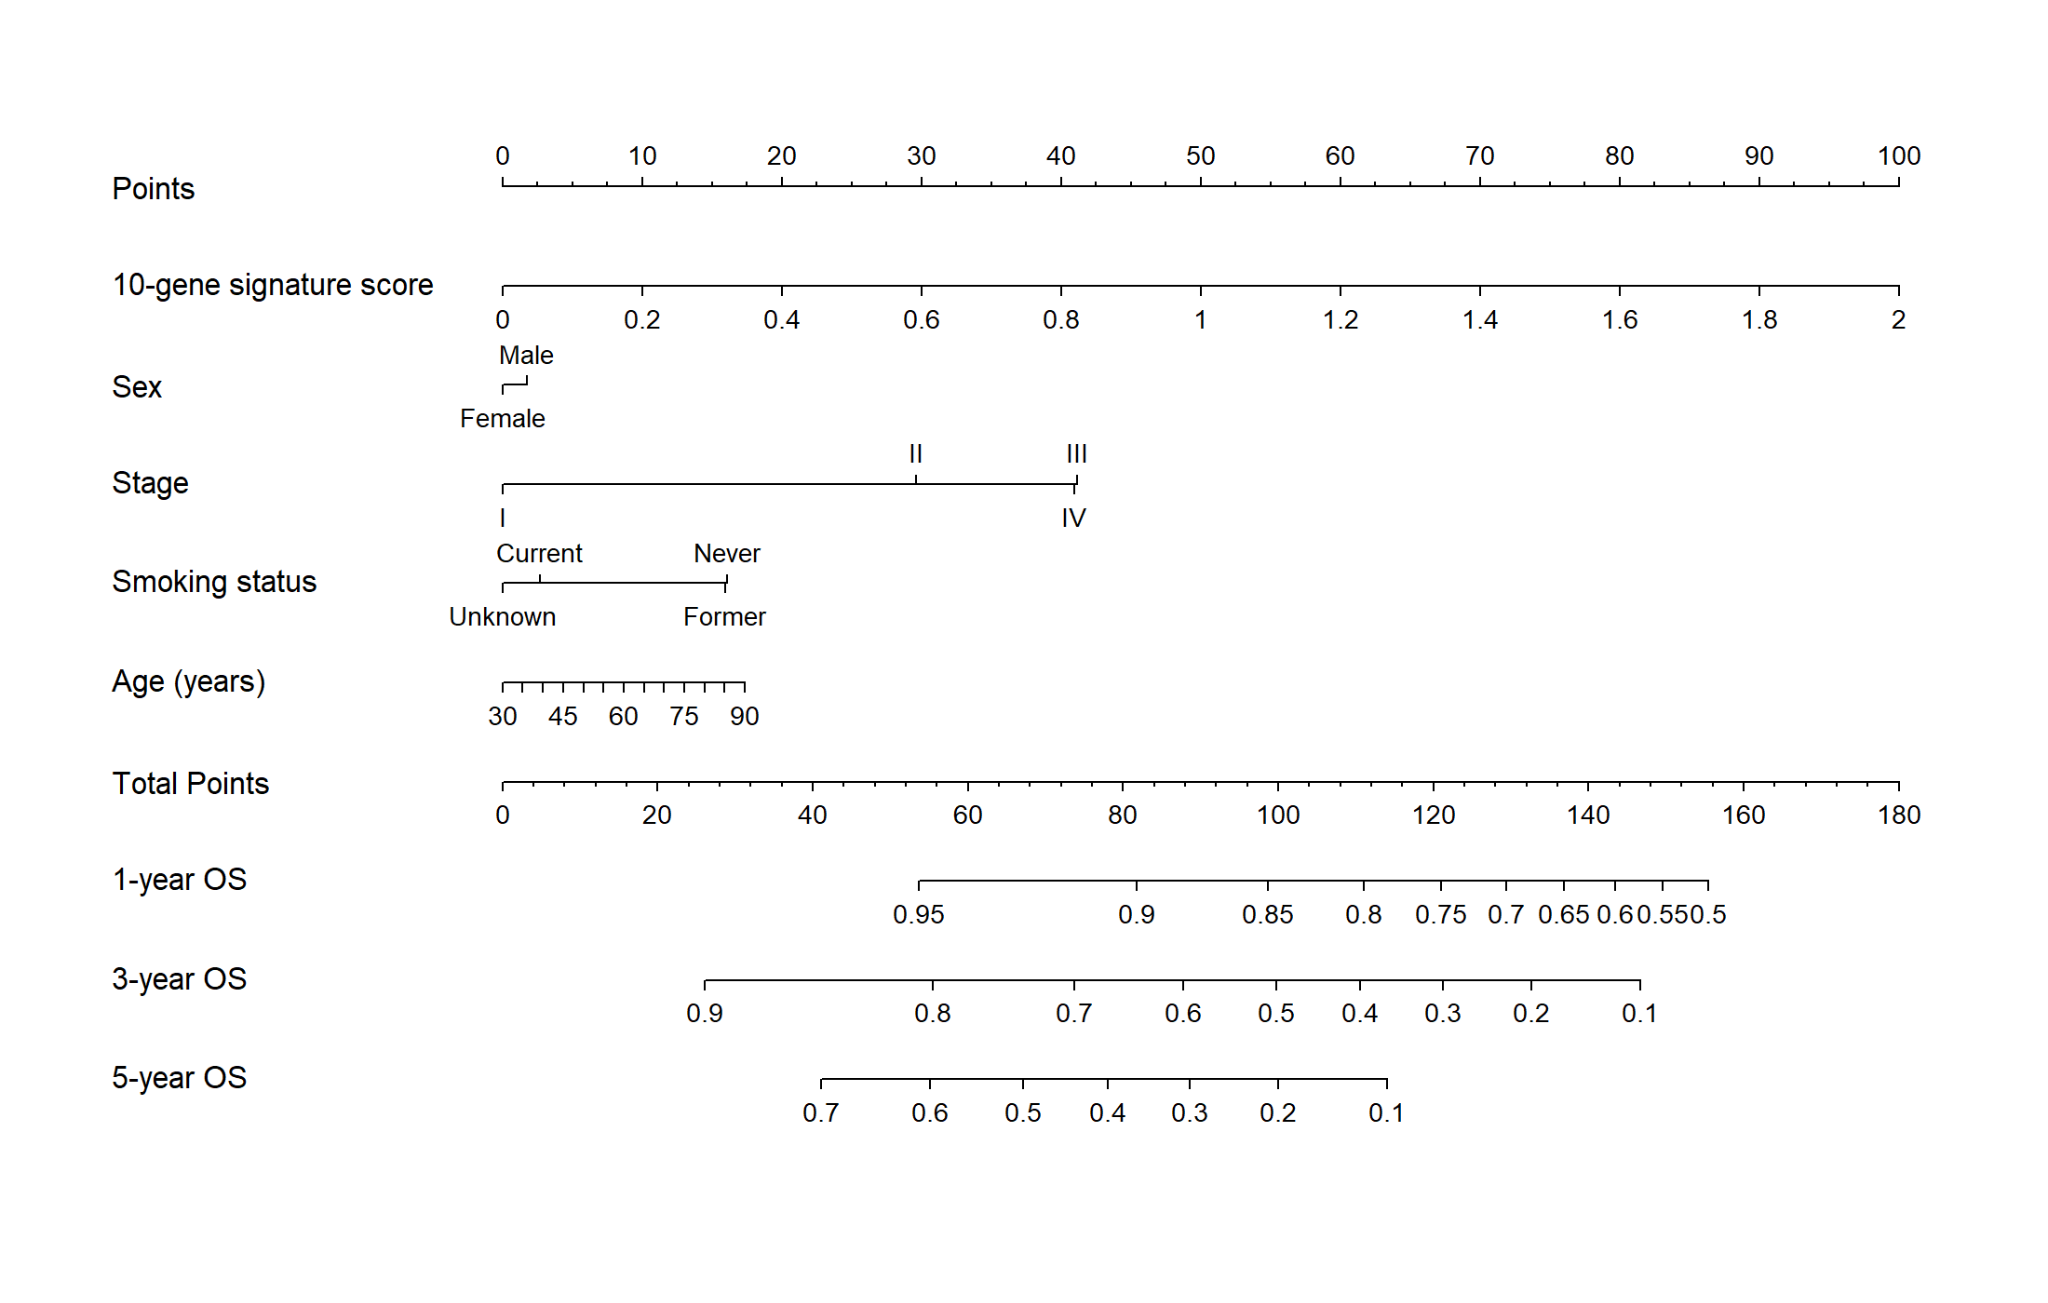 0 10 20 30 40 50 60 70 80 90 100
Points
10-gene signature score
0 0.2 0.4 0.6 0.8 1 1.2 1.4 1.6 1.8 2
Male
Sex
Female
II III
Stage
I IV
Current Never
Smoking status
Unknown Former
Age (years)
30 45 60 75 90
Total Points
0 20 40 60 80 100 120 140 160 180
1-year OS
0.95 0.9 0.85 0.8 0.75 0.7 0.65 0.6 0.55 0.5
3-year OS
0.9 0.8 0.7 0.6 0.5 0.4 0.3 0.2 0.1
5-year OS
0.7 0.6 0.5 0.4 0.3 0.2 0.1